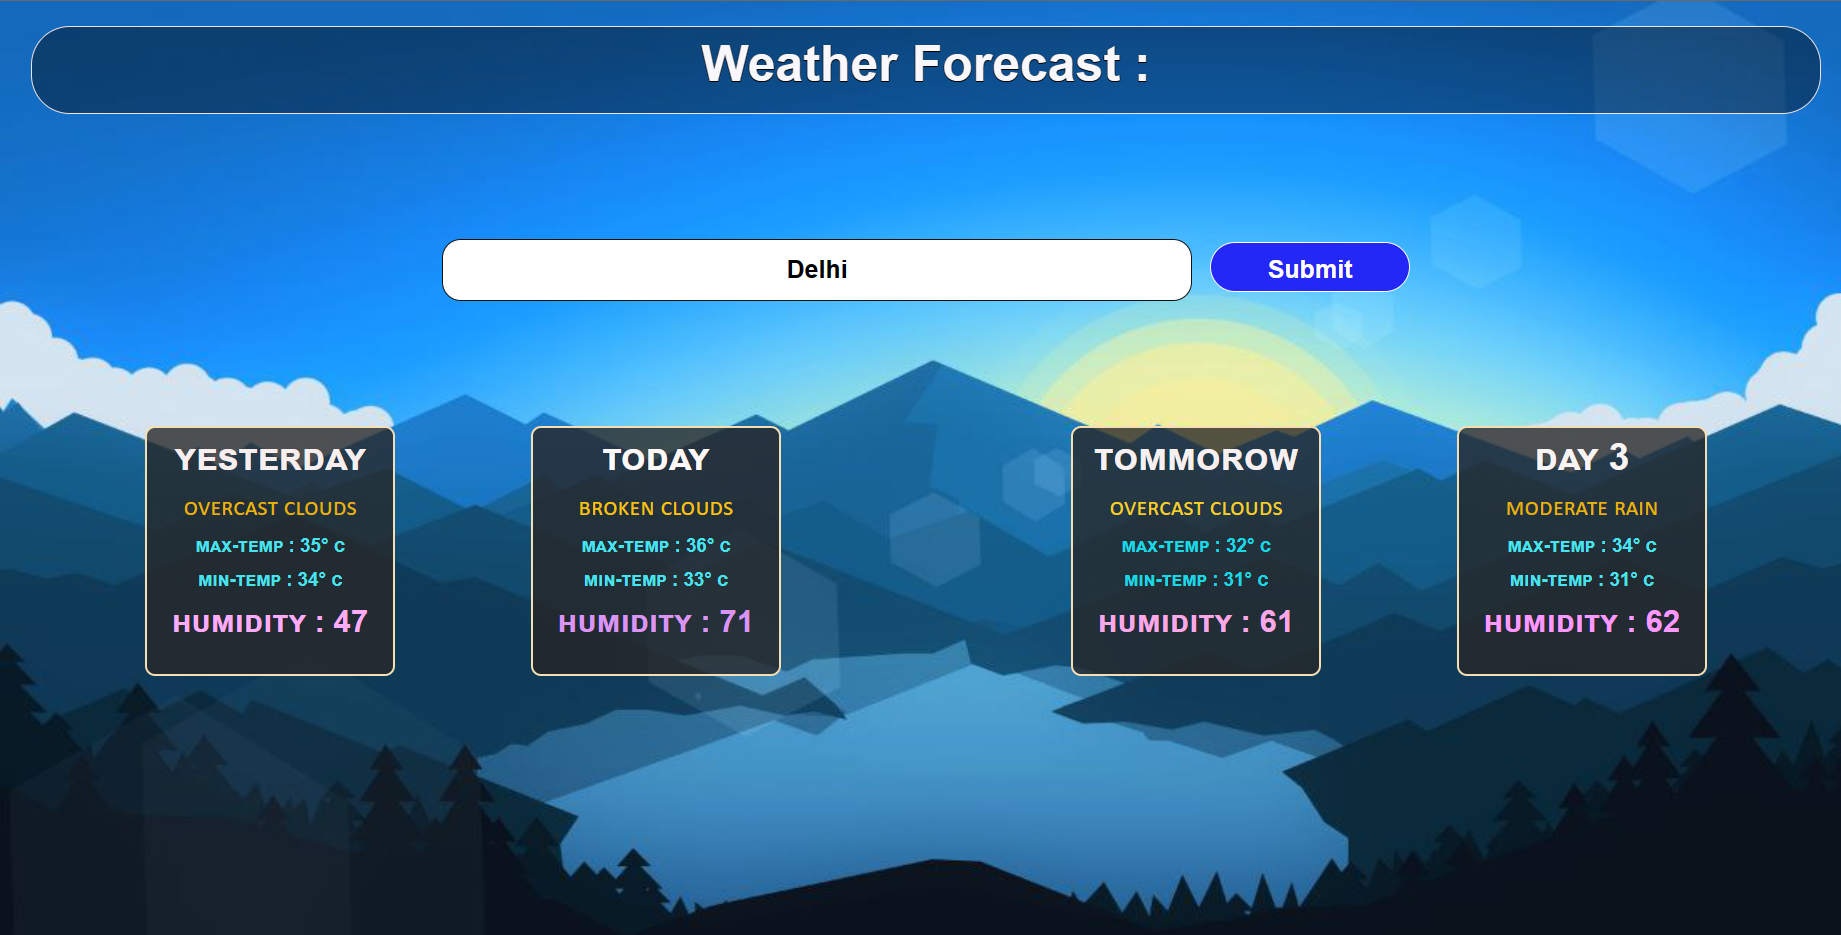 Weather Forecast :
Delhi
Submit
YESTERDAY
OVERCAST CLOUDS
MAX-TEMP : 35° C
MIN-TEMP : 34° C
HUMIDITY : 47
TODAY
BROKEN CLOUDS
MAX-TEMP : 36° C
MIN-TEMP : 33° C
HUMIDITY : 71
TOMMOROW
OVERCAST CLOUDS
MAX-TEMP : 32° C
MIN-TEMP : 31° C
HUMIDITY : 61
DAY 3
MODERATE RAIN
MAX-TEMP : 34° C
MIN-TEMP : 31° C
HUMIDITY : 62